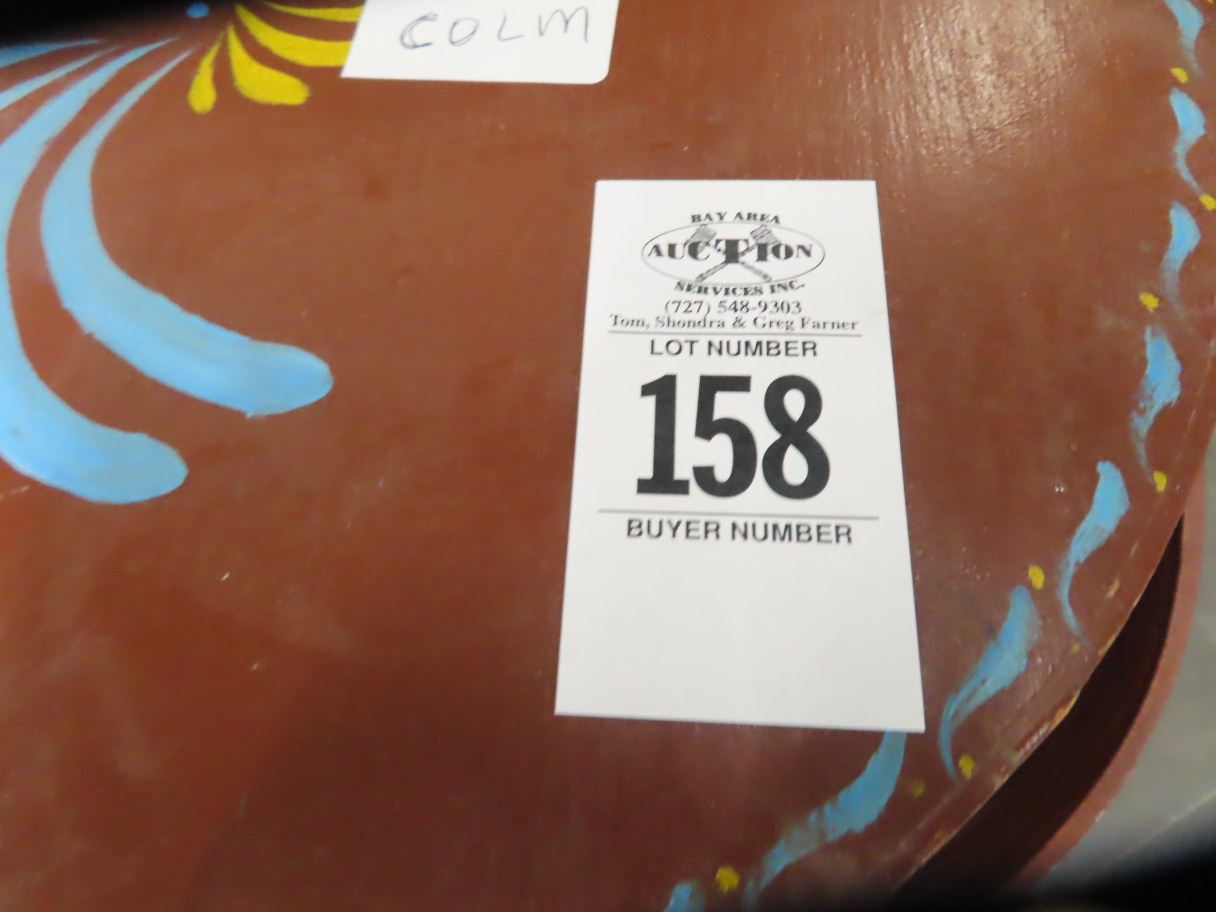 COLM
BAY AREA
AUCTION
SERVICES INC.
(727) 548-9303
Tom, Shondra & Greg Farner
LOT NUMBER
158
BUYER NUMBER